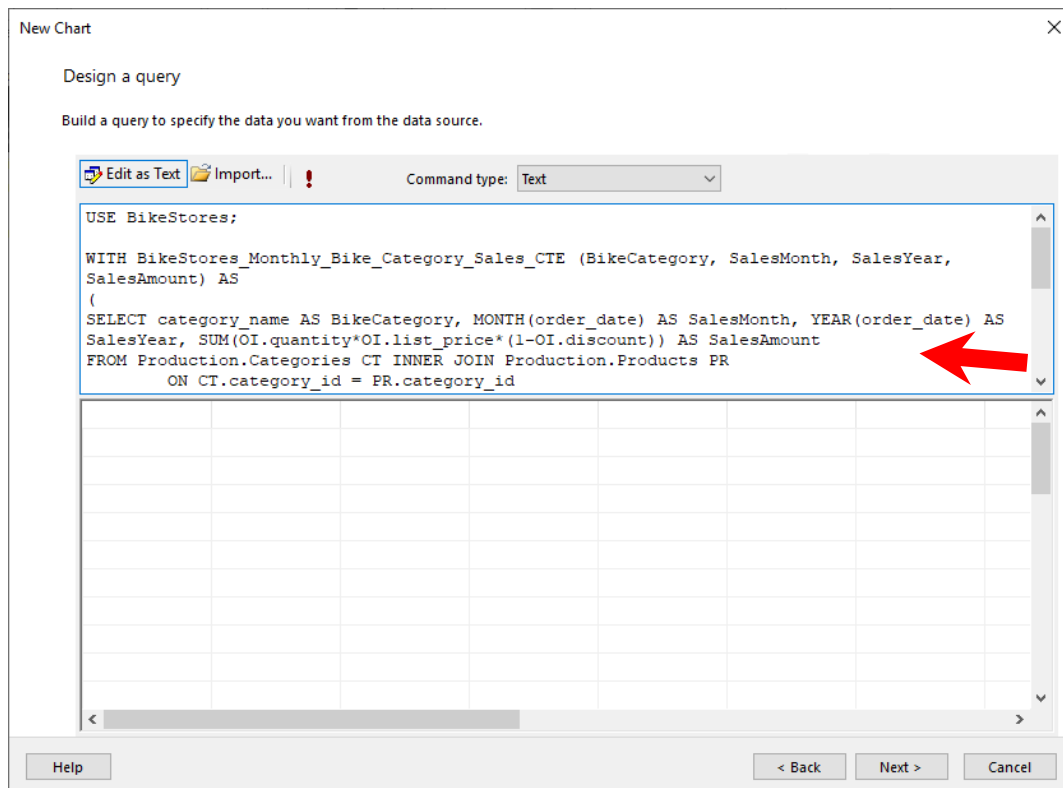 New Chart
Design a query
Build a query to specify the data you want from the data source.
Edit as Text Import... Command type: Text
USE BikeStores;
WITH BikeStores_Monthly_Bike_Category_Sales_CTE (BikeCategory, SalesMonth, SalesYear,
SalesAmount) AS
(
SELECT category_name AS BikeCategory, MONTH(order_date) AS SalesMonth, YEAR(order_date) AS
SalesYear, SUM(OI.quantity*OI.list_price*(1-OI.discount)) AS SalesAmount
FROM Production.Categories CT INNER JOIN Production.Products PR
ON CT.category_id = PR.category_id
Help < Back Next > Cancel